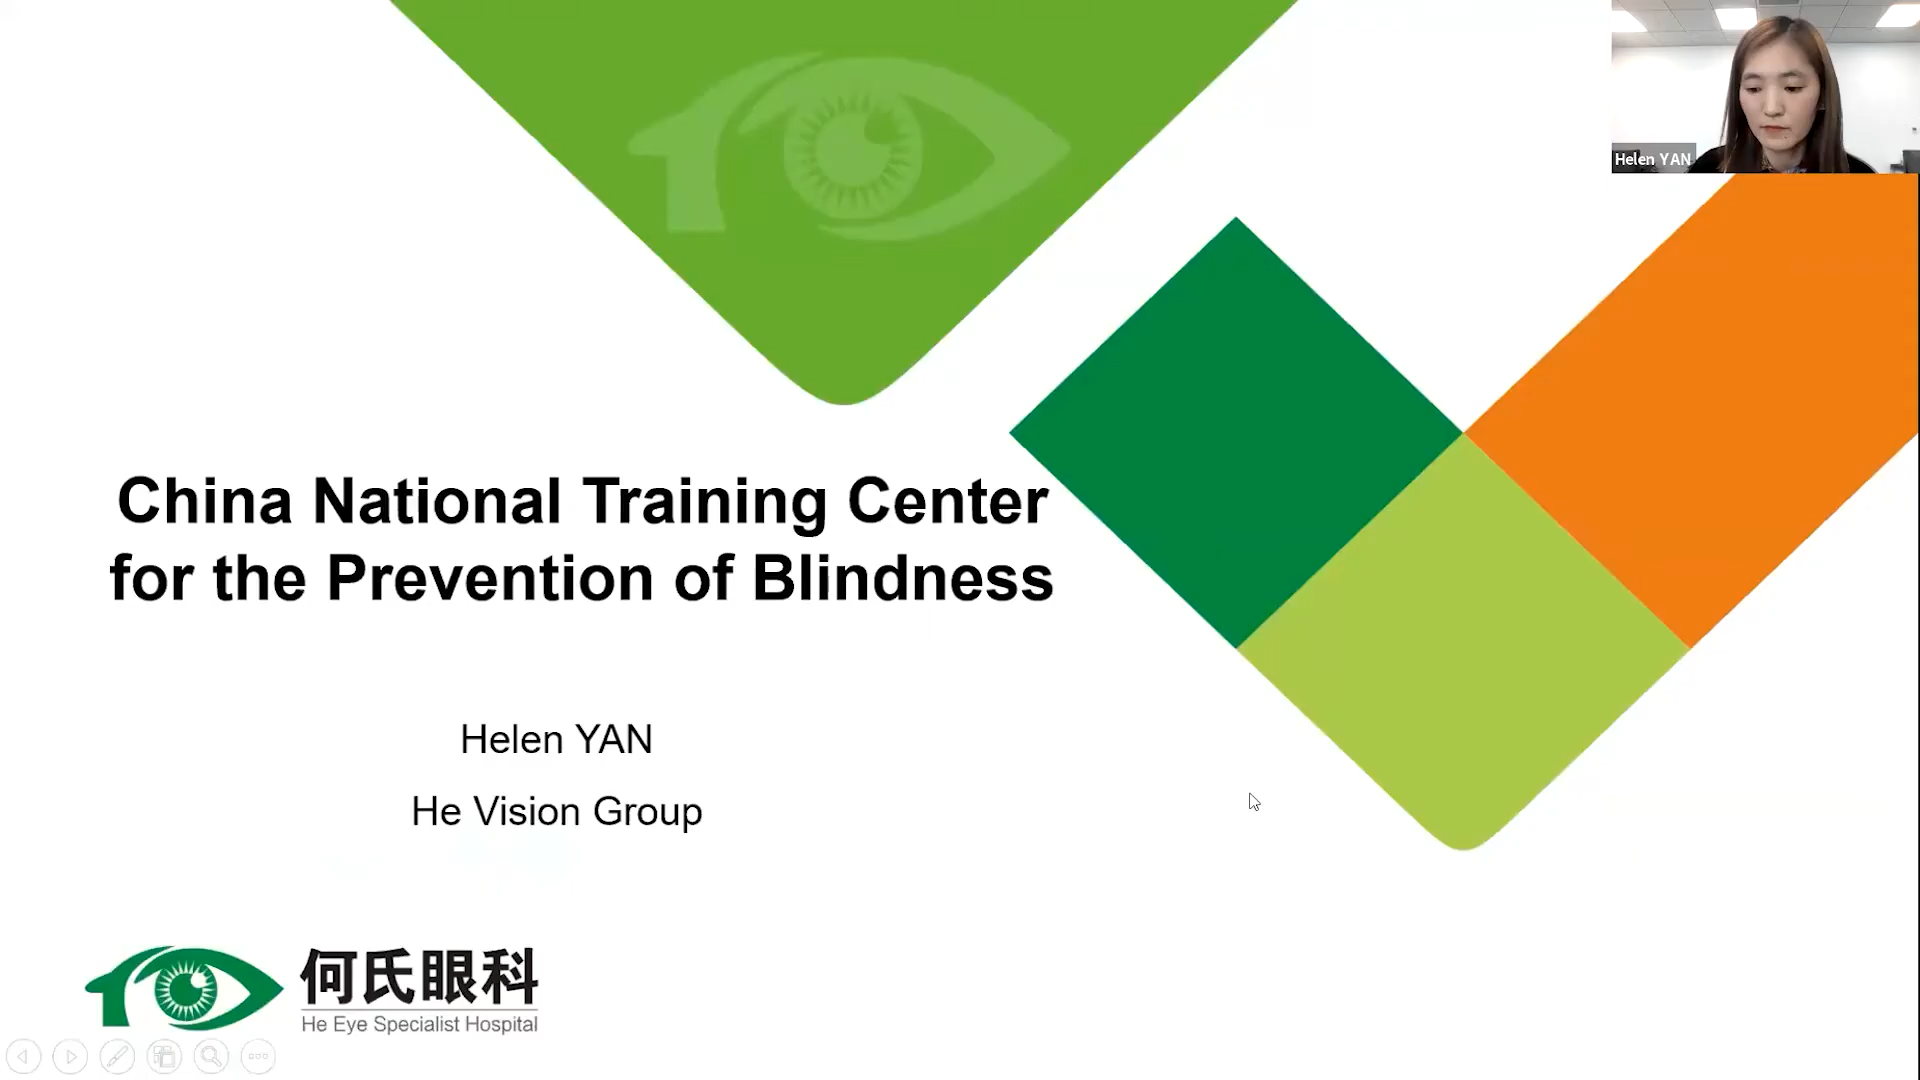 Helen YAN
China National Training Center
for the Prevention of Blindness
Helen YAN
He Vision Group
何氏眼科
He Eye Specialist Hospital